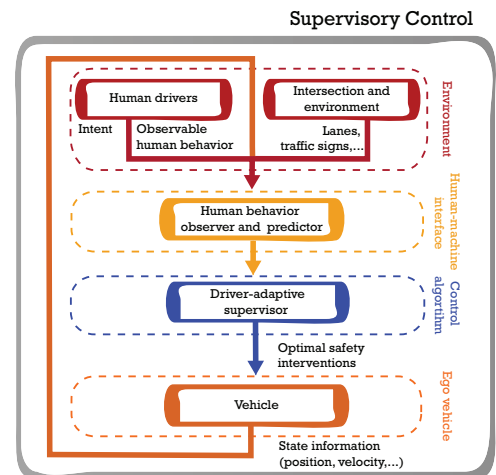 Supervisory Control
Human drivers
Intersection and
environment
Intent
Observable
human behavior
Lanes,
traffic signs,...
Environment
Human behavior
observer and predictor
Human-machine
interface
Driver-adaptive
supervisor
Control
algortihm
Optimal safety
interventions
Vehicle
Ego vehicle
State information
(position, velocity,...)